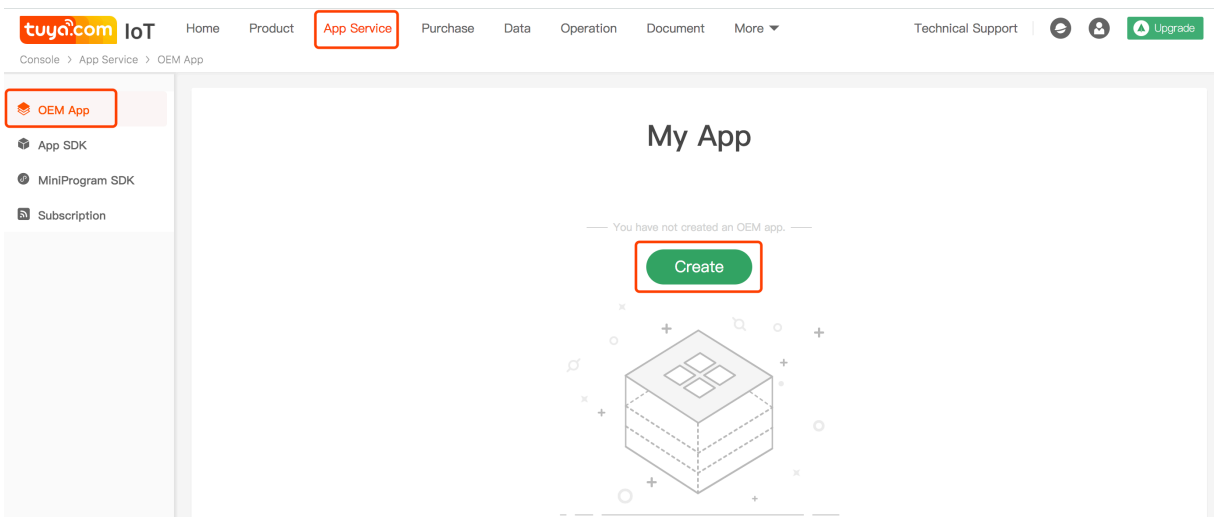 tuya.com IoT Home Product App Service Purchase Data Operation Document More Technical Support Upgrade
Console > App Service > OEM App
OEM App
App SDK
MiniProgram SDK
Subscription
My App
You have not created an OEM app.
Create